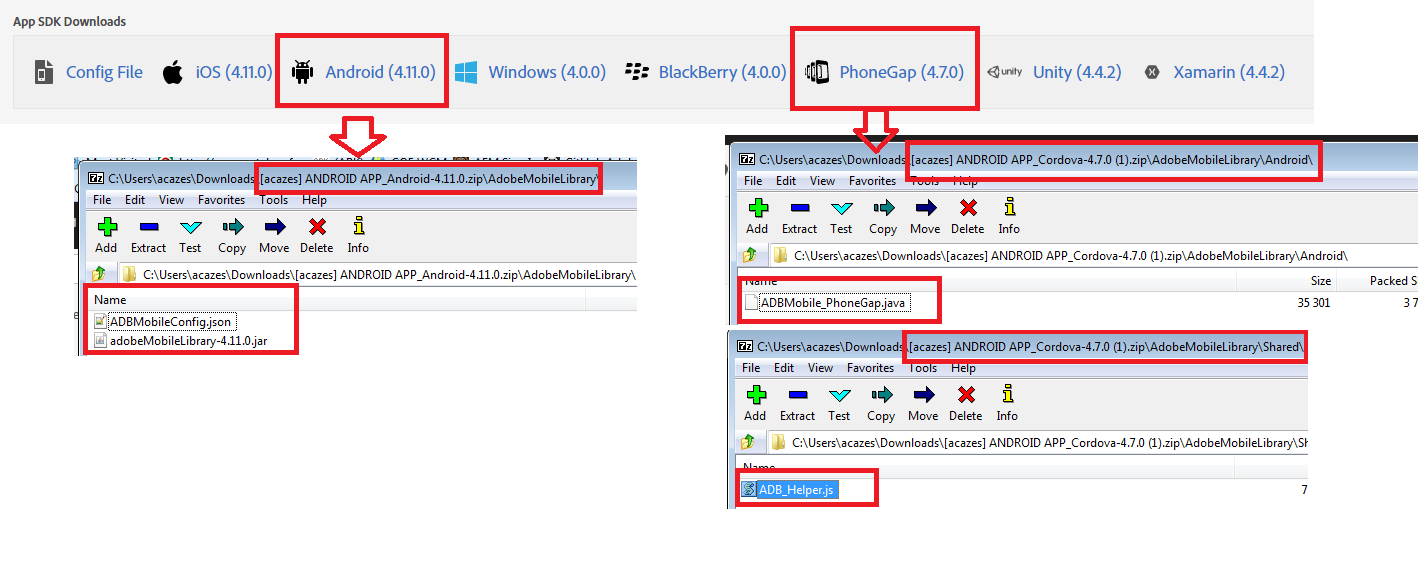 App SDK Downloads
Config File
iOS (4.11.0)
Android (4.11.0)
Windows (4.0.0)
BlackBerry (4.0.0)
PhoneGap (4.7.0)
unity Unity (4.4.2)
Xamarin (4.4.2)
7z C:\Users\acazes\Downloads\[acazes] ANDROID APP_Android-4.11.0.zip\AdobeMobileLibrary\
File Edit View Favorites Tools Help
Add Extract Test Copy Move Delete Info
C:\Users\acazes\Downloads\[acazes] ANDROID APP_Android-4.11.0.zip\AdobeMobileLibrary\
Name
ADBMobileConfig.json
adobeMobileLibrary-4.11.0.jar
7z C:\Users\acazes\Downloads\[acazes] ANDROID APP_Cordova-4.7.0 (1).zip\AdobeMobileLibrary\Android\
File Edit View Favorites Tools Help
Add Extract Test Copy Move Delete Info
C:\Users\acazes\Downloads\[acazes] ANDROID APP_Cordova-4.7.0 (1).zip\AdobeMobileLibrary\Android\
Name Size Packed S
ADBMobile_PhoneGap.java 35 301 3 7
7z C:\Users\acazes\Downloads\[acazes] ANDROID APP_Cordova-4.7.0 (1).zip\AdobeMobileLibrary\Shared\
File Edit View Favorites Tools Help
Add Extract Test Copy Move Delete Info
C:\Users\acazes\Downloads\[acazes] ANDROID APP_Cordova-4.7.0 (1).zip\AdobeMobileLibrary\Sh
Name
ADB_Helper.js 7